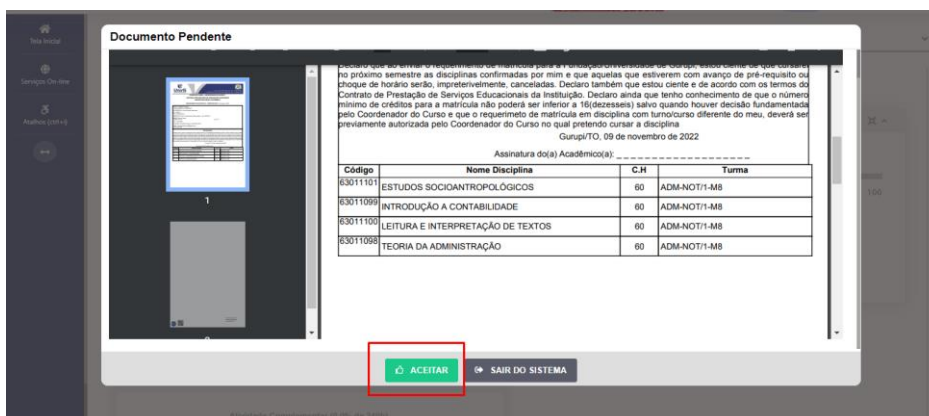 Tela Inicial
Serviços On-line
Atalhos (ctrl+i)
Documento Pendente
1
Declaro que ao enviar o requerimento de matrícula para a Fundação-Universidade de Gurupi, estou ciente de que cursarei
no próximo semestre as disciplinas confirmadas por mim e que aquelas que estiverem com avanço de pré-requisito ou
choque de horário serão, impreterivelmente, canceladas. Declaro também que estou ciente e de acordo com os termos do
Contrato de Prestação de Serviços Educacionais da Instituição. Declaro ainda que tenho conhecimento de que o número
mínimo de créditos para a matrícula não poderá ser inferior a 16(dezesseis) salvo quando houver decisão fundamentada
pelo Coordenador do Curso e que o requerimeto de matrícula em disciplina com turno/curso diferente do meu, deverá ser
previamente autorizada pelo Coordenador do Curso no qual pretendo cursar a disciplina
Gurupi/TO, 09 de novembro de 2022
Assinatura do(a) Acadêmico(a): _ _ _ _ _ _ _ _ _ _ _ _ _ _ _ _ _ _ _
Código Nome Disciplina C.H Turma
63011101 ESTUDOS SOCIOANTROPOLÓGICOS 60 ADM-NOT/1-M8
63011099 INTRODUÇÃO A CONTABILIDADE 60 ADM-NOT/1-M8
63011100 LEITURA E INTERPRETAÇÃO DE TEXTOS 60 ADM-NOT/1-M8
63011098 TEORIA DA ADMINISTRAÇÃO 60 ADM-NOT/1-M8
100
ACEITAR SAIR DO SISTEMA